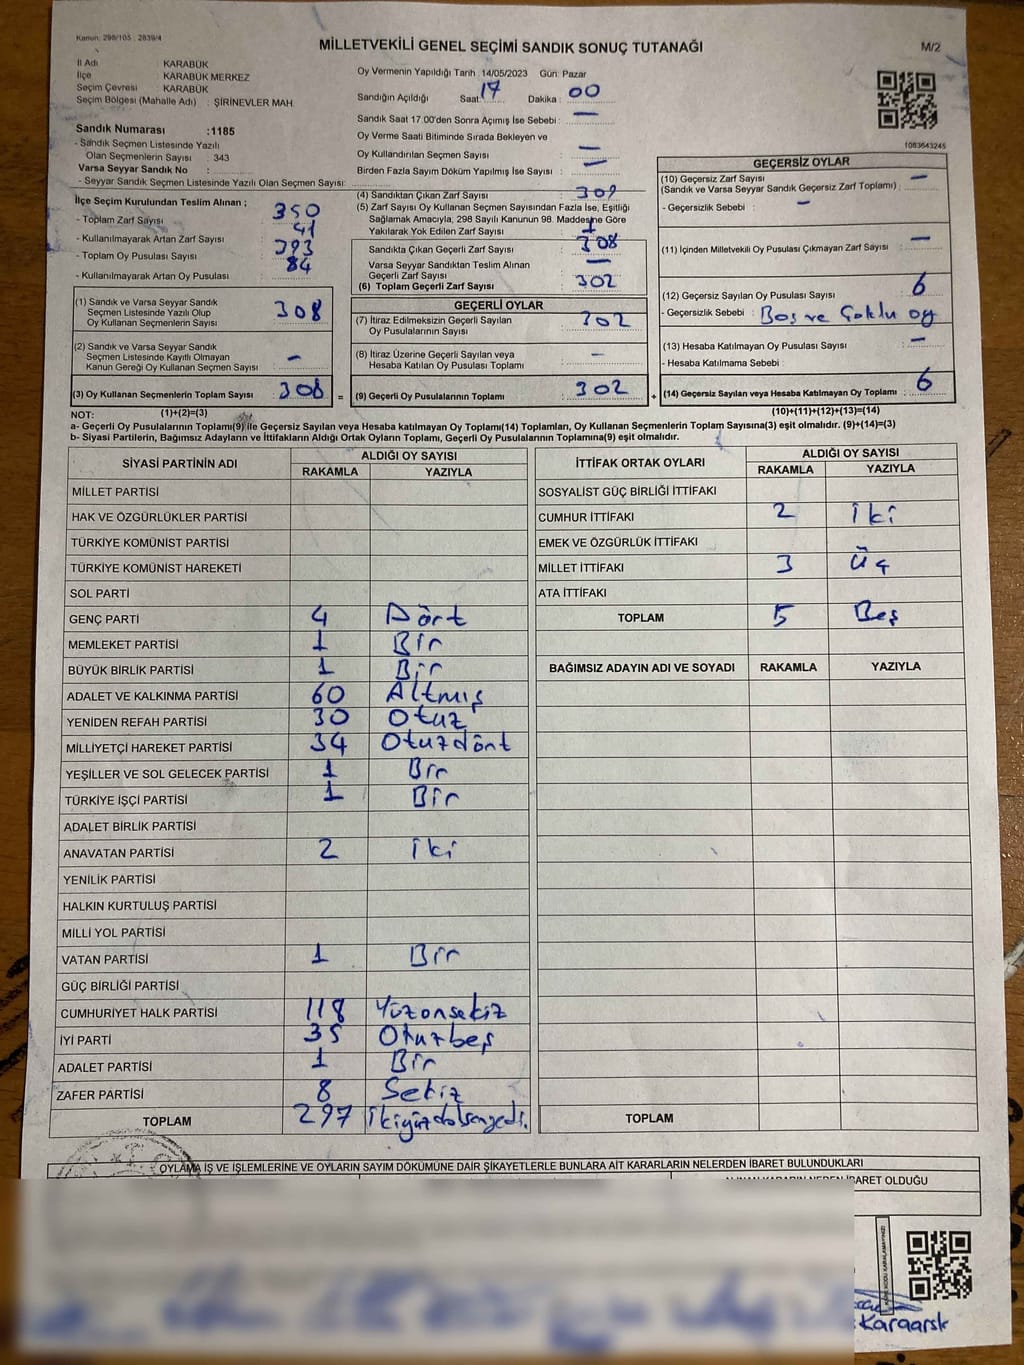 Kanun: 298/105 : 2839/4
MİLLETVEKİLİ GENEL SEÇİMİ SANDIK SONUÇ TUTANAĞI
M/2
İl Adı : KARABÜK
İlçe : KARABÜK MERKEZ
Seçim Çevresi : KARABÜK
Seçim Bölgesi (Mahalle Adı) : ŞİRİNEVLER MAH.
Sandık Numarası :1185
- Sandık Seçmen Listesinde Yazılı
Olan Seçmenlerin Sayısı : 343
Varsa Seyyar Sandık No :
- Seyyar Sandık Seçmen Listesinde Yazılı Olan Seçmen Sayısı:
Oy Vermenin Yapıldığı Tarih 14/05/2023 Gün: Pazar
Sandığın Açıldığı Saat: 17 Dakika : 00
Sandık Saat 17.00'den Sonra Açımış İse Sebebi : —
Oy Verme Saati Bitiminde Sırada Bekleyen ve
Oy Kullandırılan Seçmen Sayısı : —
Birden Fazla Sayım Döküm Yapılmış İse Sayısı : —
1083643245
İlçe Seçim Kurulundan Teslim Alınan ;
- Toplam Zarf Sayısı : 350
- Kullanılmayarak Artan Zarf Sayısı : 41
- Toplam Oy Pusulası Sayısı : 393
- Kullanılmayarak Artan Oy Pusulası : 84
(4) Sandıktan Çıkan Zarf Sayısı : 309
(5) Zarf Sayısı Oy Kullanan Seçmen Sayısından Fazla İse, Eşitliği
Sağlamak Amacıyla, 298 Sayılı Kanunun 98. Maddesine Göre
Yakılarak Yok Edilen Zarf Sayısı : 1
Sandıkta Çıkan Geçerli Zarf Sayısı : 308
Varsa Seyyar Sandıktan Teslim Alınan
Geçerli Zarf Sayısı : —
(6) Toplam Geçerli Zarf Sayısı : 302
GEÇERSİZ OYLAR
(10) Geçersiz Zarf Sayısı
(Sandık ve Varsa Seyyar Sandık Geçersiz Zarf Toplamı) : —
- Geçersizlik Sebebi : —
(11) İçinden Milletvekili Oy Pusulası Çıkmayan Zarf Sayısı : —
(12) Geçersiz Sayılan Oy Pusulası Sayısı : 6
- Geçersizlik Sebebi : Boş ve Çoklu oy
(13) Hesaba Katılmayan Oy Pusulası Sayısı : —
- Hesaba Katılmama Sebebi :
(14) Geçersiz Sayılan veya Hesaba Katılmayan Oy Toplamı : 6
(1) Sandık ve Varsa Seyyar Sandık
Seçmen Listesinde Yazılı Olup
Oy Kullanan Seçmenlerin Sayısı : 308
(2) Sandık ve Varsa Seyyar Sandık
Seçmen Listesinde Kayıtlı Olmayan
Kanun Gereği Oy Kullanan Seçmen Sayısı : —
(3) Oy Kullanan Seçmenlerin Toplam Sayısı : 308 =
GEÇERLİ OYLAR
(7) İtiraz Edilmeksizin Geçerli Sayılan
Oy Pusulalarının Sayısı : 302
(8) İtiraz Üzerine Geçerli Sayılan veya
Hesaba Katılan Oy Pusulası Toplamı : —
(9) Geçerli Oy Pusulalarının Toplamı : 302 +
NOT: (1)+(2)=(3) (10)+(11)+(12)+(13)=(14)
a- Geçerli Oy Pusulasının Toplamı(9) ile Geçersiz Sayılan veya Hesaba katılmayan Oy Toplamı(14) Toplamları, Oy Kullanan Seçmenlerin Toplam Sayısına(3) eşit olmalıdır. (9)+(14)=(3)
b- Siyasi Partilerin, Bağımsız Adayların ve İttifakların Aldığı Ortak Oyların Toplamı, Geçerli Oy Pusulasının Toplamına(9) eşit olmalıdır.
SİYASİ PARTİNİN ADI ALDIĞI OY SAYISI
RAKAMLA YAZIYLA
MİLLET PARTİSİ
HAK VE ÖZGÜRLÜKLER PARTİSİ
TÜRKİYE KOMÜNİST PARTİSİ
TÜRKİYE KOMÜNİST HAREKETİ
SOL PARTİ
GENÇ PARTİ 4 Dört
MEMLEKET PARTİSİ 1 Bir
BÜYÜK BİRLİK PARTİSİ 1 Bir
ADALET VE KALKINMA PARTİSİ 60 Altmış
YENİDEN REFAH PARTİSİ 30 Otuz
MİLLİYETÇİ HAREKET PARTİSİ 34 Otuzdört
YEŞİLLER VE SOL GELECEK PARTİSİ 1 Bir
TÜRKİYE İŞÇİ PARTİSİ 1 Bir
ADALET BİRLİK PARTİSİ
ANAVATAN PARTİSİ 2 İki
YENİLİK PARTİSİ
HALKIN KURTULUŞ PARTİSİ
MİLLİ YOL PARTİSİ
VATAN PARTİSİ 1 Bir
GÜÇ BİRLİĞİ PARTİSİ
CUMHURİYET HALK PARTİSİ 118 Yüzonsekiz
İYİ PARTİ 35 Otuzbeş
ADALET PARTİSİ 1 Bir
ZAFER PARTİSİ 8 Sekiz
TOPLAM 297
İTTİFAK ORTAK OYLARI ALDIĞI OY SAYISI
RAKAMLA YAZIYLA
SOSYALIST GÜÇ BİRLİĞİ İTTİFAKI
CUMHUR İTTİFAKI 2 İki
EMEK VE ÖZGÜRLÜK İTTİFAKI
MİLLET İTTİFAKI 3 Üç
ATA İTTİFAKI
TOPLAM 5 Beş
BAĞIMSIZ ADAYIN ADI VE SOYADI RAKAMLA YAZIYLA
TOPLAM
OYLAMA İŞ VE İŞLEMLERİNE VE OYLARIN SAYIM DÖKÜMÜNE DAİR ŞİKAYETLERLE BUNLARA AİT KARARLARIN NELERDEN İBARET BULUNDUKLARI
İBARET OLDUĞU